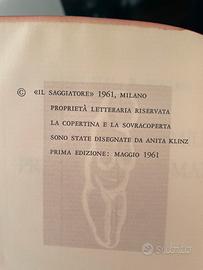 © «IL SAGGIATORE» 1961, MILANO
PROPRIETÀ LETTERARIA RISERVATA
LA COPERTINA E LA SOVRACOPERTA
SONO STATE DISEGNATE DA ANITA KLINZ
PRIMA EDIZIONE: MAGGIO 1961
subito